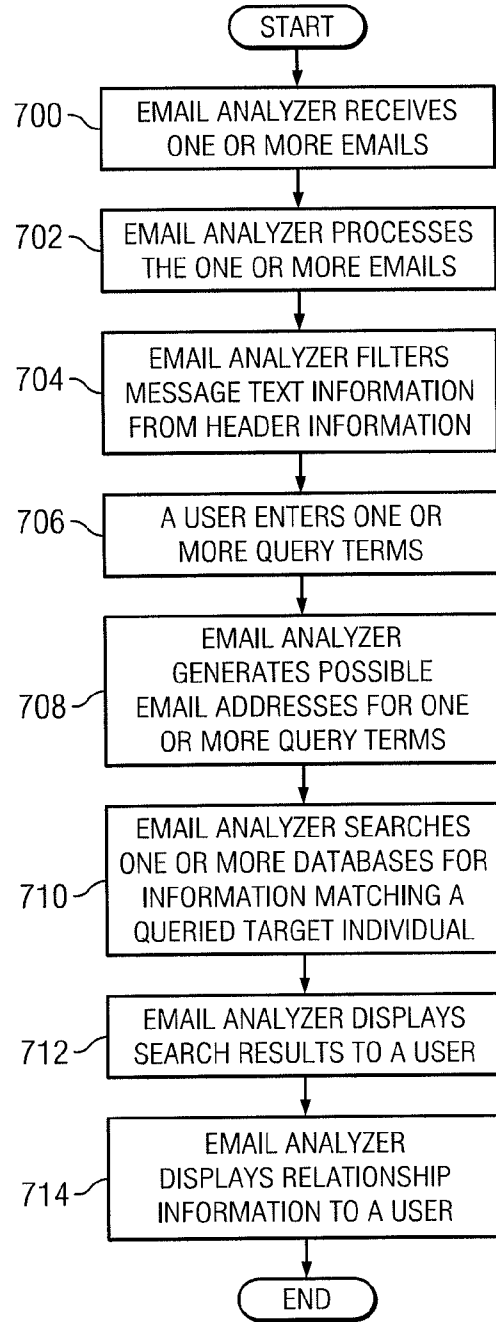 START
700
EMAIL ANALYZER RECEIVES
ONE OR MORE EMAILS
702
EMAIL ANALYZER PROCESSES
THE ONE OR MORE EMAILS
704
EMAIL ANALYZER FILTERS
MESSAGE TEXT INFORMATION
FROM HEADER INFORMATION
706
A USER ENTERS ONE OR
MORE QUERY TERMS
708
EMAIL ANALYZER
GENERATES POSSIBLE
EMAIL ADDRESSES FOR ONE
OR MORE QUERY TERMS
710
EMAIL ANALYZER SEARCHES
ONE OR MORE DATABASES FOR
INFORMATION MATCHING A
QUERIED TARGET INDIVIDUAL
712
EMAIL ANALYZER DISPLAYS
SEARCH RESULTS TO A USER
714
EMAIL ANALYZER
DISPLAYS RELATIONSHIP
INFORMATION TO A USER
END